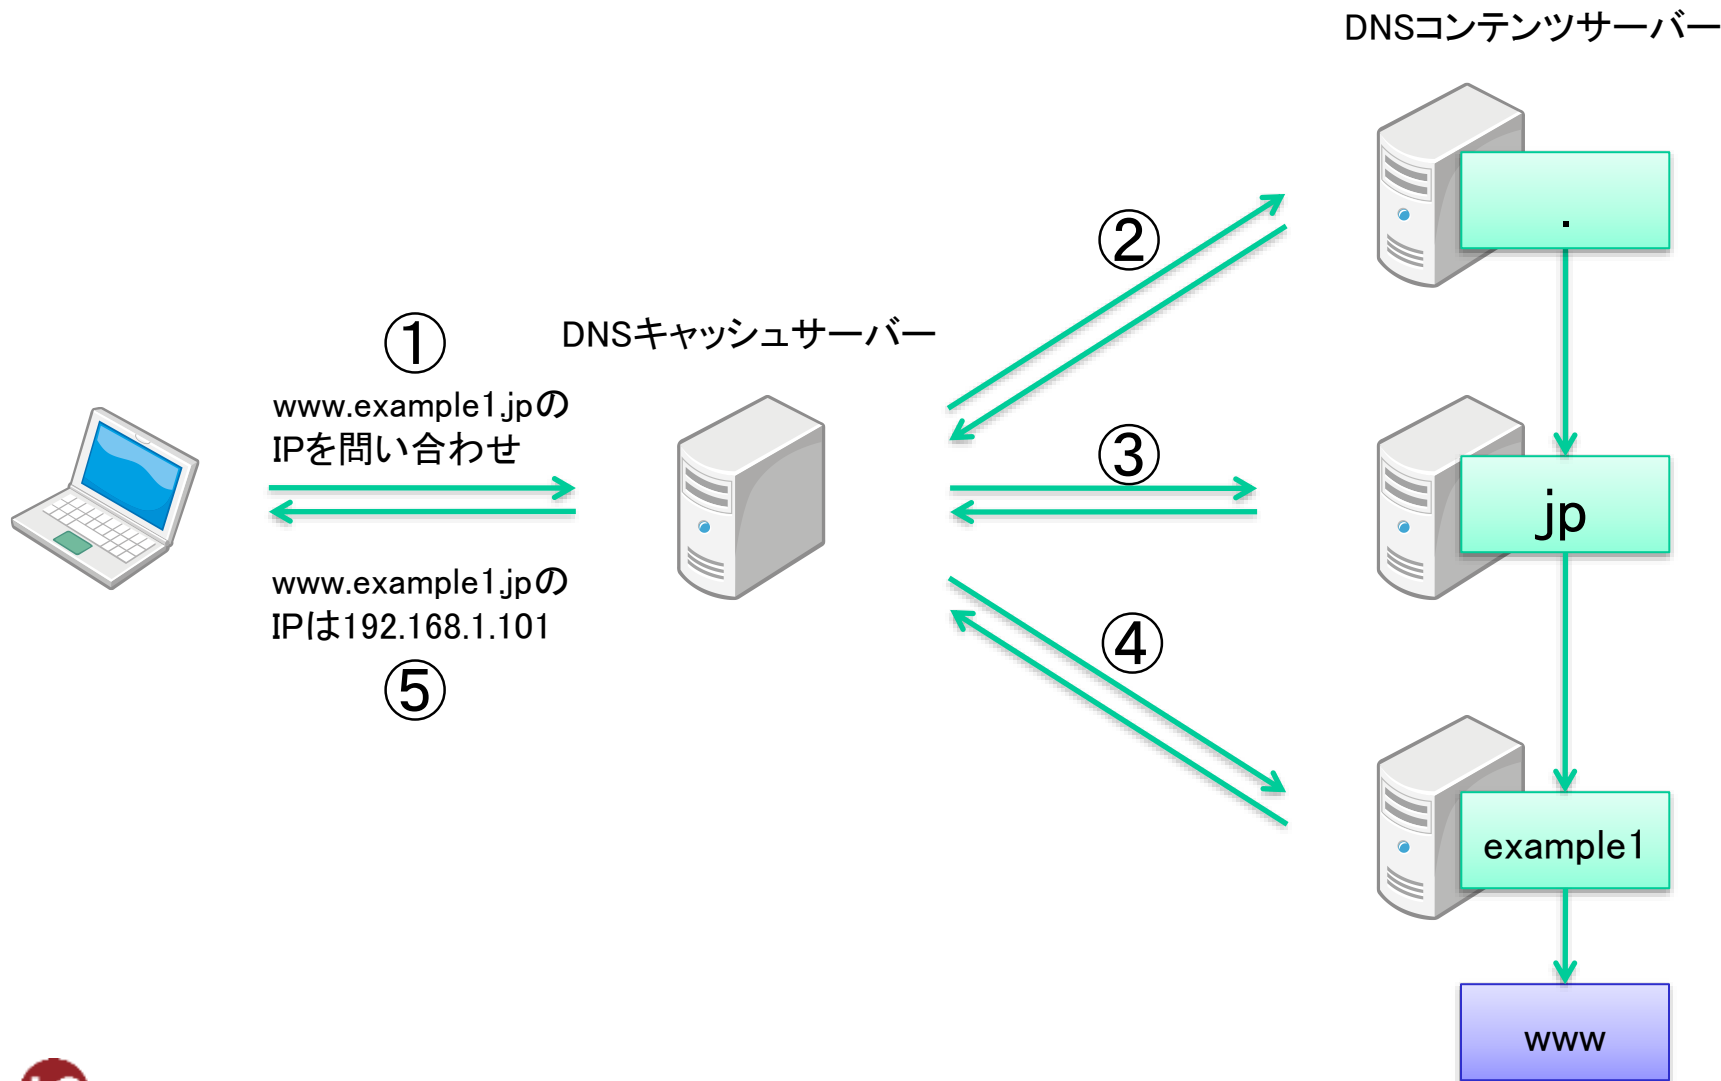 DNSコンテンツサーバー
.
②
①
DNSキャッシュサーバー
www.example1.jpの
IPを問い合わせ
③
jp
www.example1.jpの
IPは192.168.1.101
④
⑤
example1
www